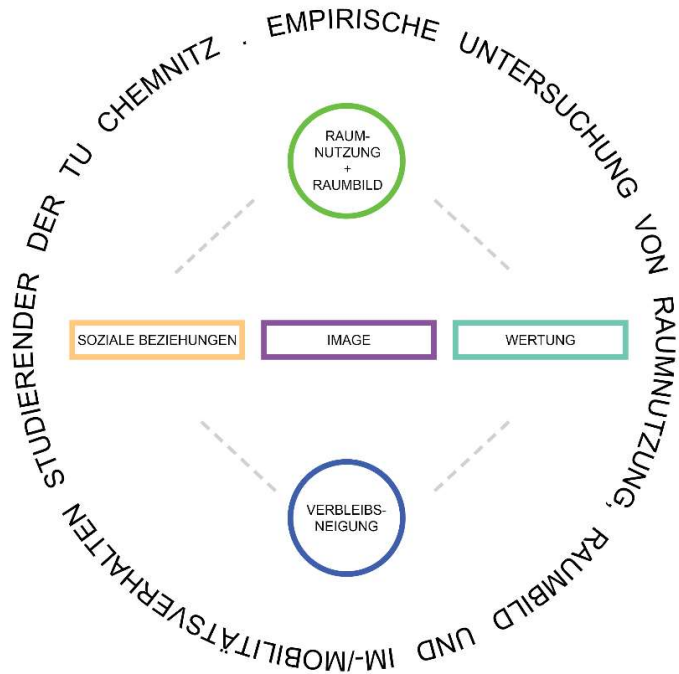 EMPIRISCHE UNTERSUCHUNG VON RAUMNUTZUNG, RAUMBILD UND IM-/MOBILITÄTSVERHALTEN STUDIERENDER DER TU CHEMNITZ .
RAUM-
NUTZUNG
+
RAUMBILD
SOZIALE BEZIEHUNGEN
IMAGE
WERTUNG
VERBLEIBS-
NEIGUNG